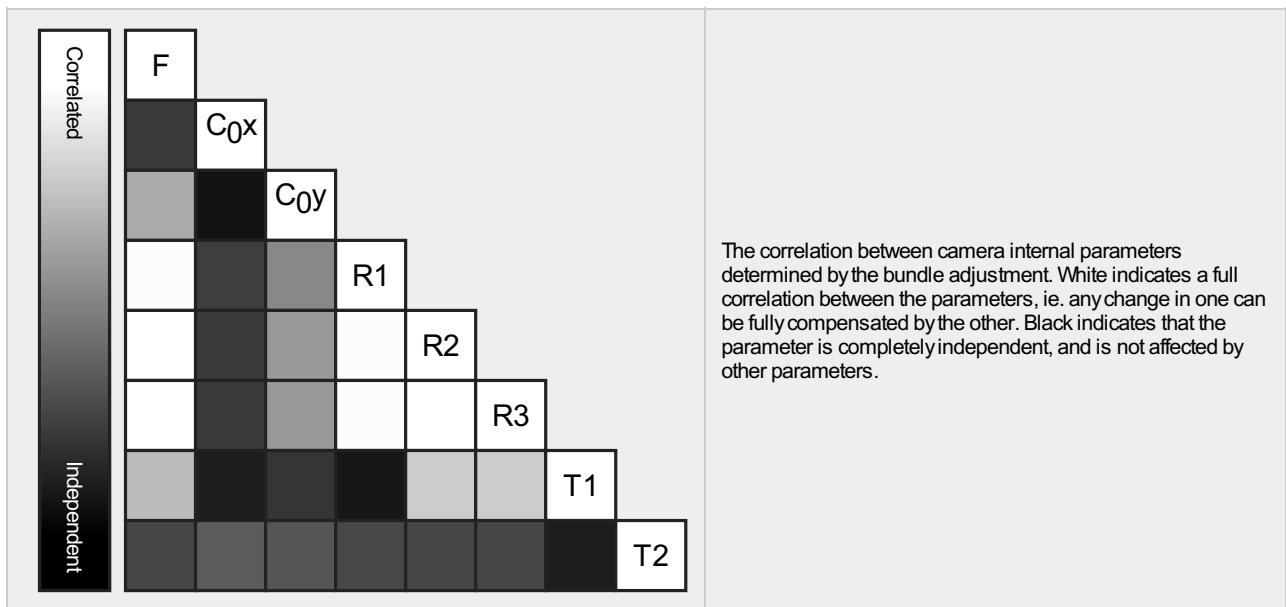 Correlated
Independent
F
C0x
C0y
R1
R2
R3
T1
T2
The correlation between camera internal parameters
determined by the bundle adjustment. White indicates a full
correlation between the parameters, ie. any change in one can
be fully compensated by the other. Black indicates that the
parameter is completely independent, and is not affected by
other parameters.